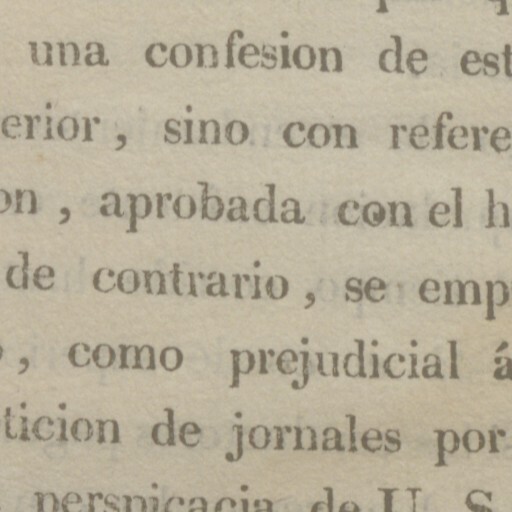 una confesion de est
erior, sino con refere
on, aprobada con el h
de contrario, se emp
, como prejudicial á
ticion de jornales por
perspicacia de U. S.